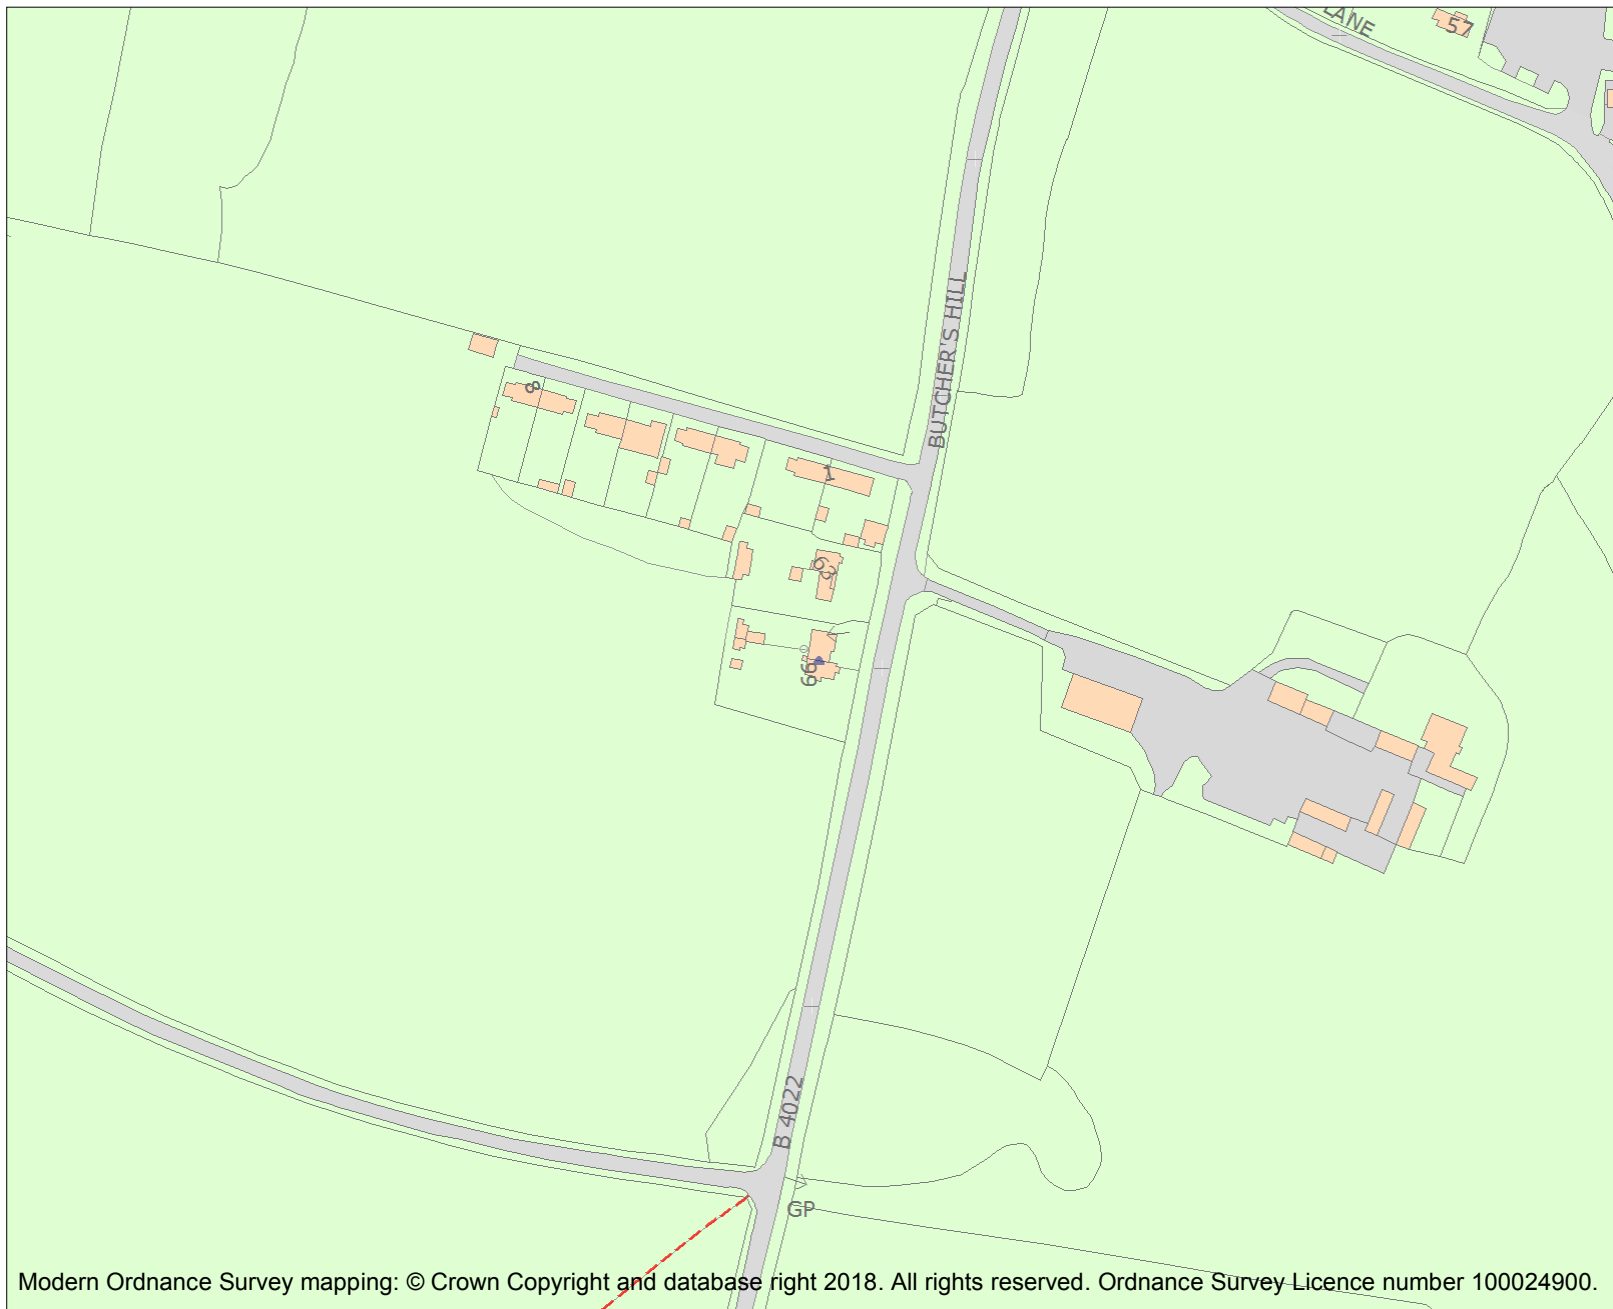 LANE
57
BUTCHER'S HILL
8
1
63
66
B 4022
GP
Modern Ordnance Survey mapping: © Crown Copyright and database right 2018. All rights reserved. Ordnance Survey Licence number 100024900.